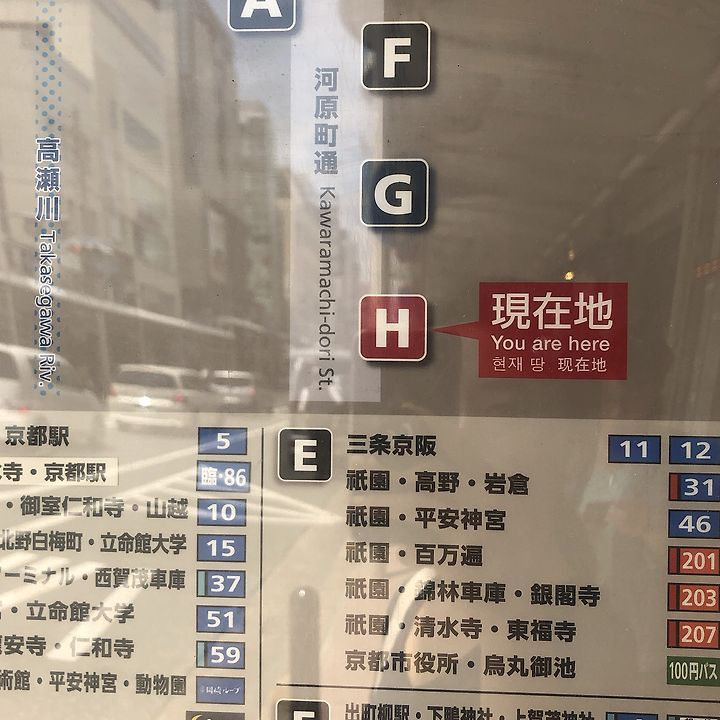 A
F
高瀬川 Takasegawa Riv.
河原町通 Kawaramachi-dori St.
G
H
現在地
You are here
현재 땅 現在地
京都駅 5
寺・京都駅 臨・86
・御室仁和寺・山越 10
北野白梅町・立命館大学 15
ーミナル・西賀茂車庫 37
・立命館大学 51
安寺・仁和寺 59
術館・平安神宮・動物園 岡崎ループ
E 三条京阪 11 12
祇園・高野・岩倉 31
祇園・平安神宮 46
祇園・百万遍 201
祇園・錦林車庫・銀閣寺 203
祇園・清水寺・東福寺 207
京都市役所・烏丸御池 100円バス
出町柳駅・下鴨神社・上賀茂神社